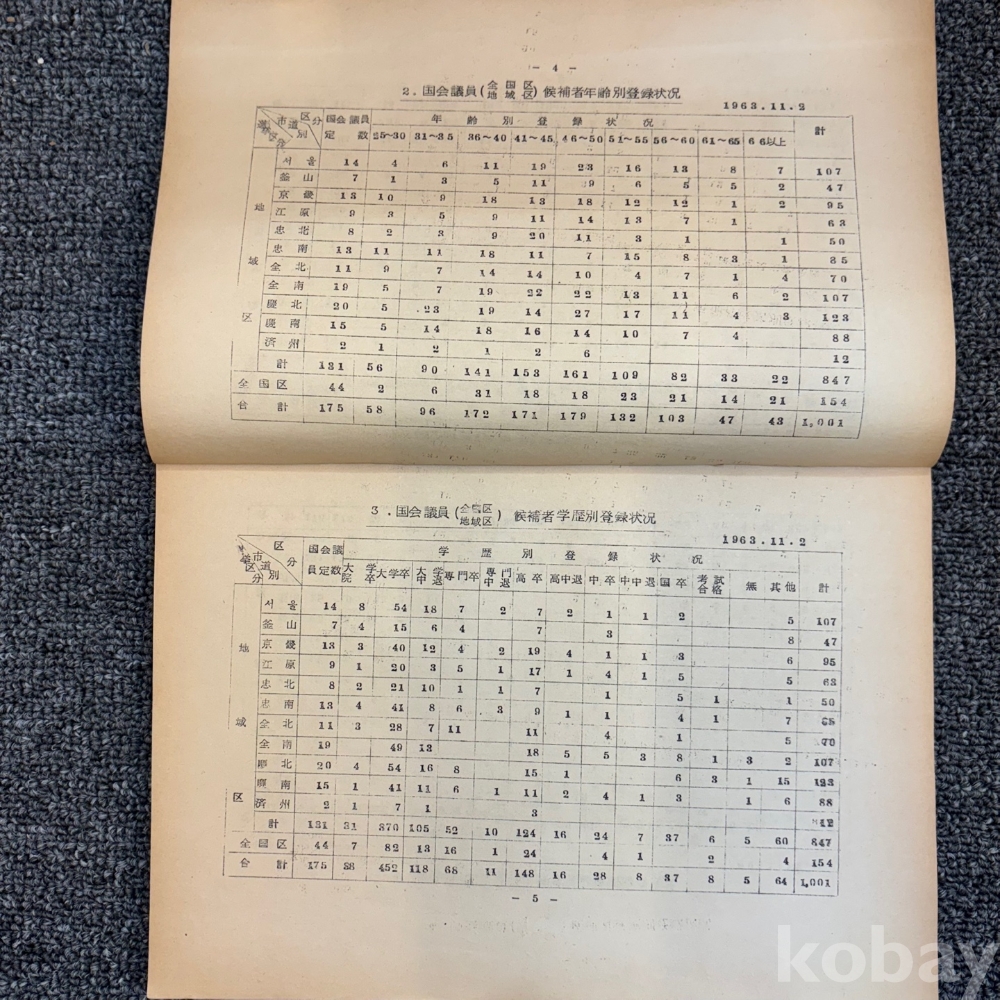 - 4 -
2. 国会議員 (全国区 地域区) 候補者年齢別登録状況
1963.11.2
市道別 区分 国会議員定数 年齢別登録状況 計
25~30 31~35 36~40 41~45 46~50 51~55 56~60 61~65 66以上
地域区
서울 14 4 6 11 19 23 16 13 8 7 107
釜山 7 1 3 5 11 9 6 5 5 2 47
京畿 13 10 9 18 13 18 12 12 1 2 95
江原 9 3 5 9 11 14 13 7 1 63
忠北 8 2 3 9 20 11 3 1 1 50
忠南 13 11 11 18 11 7 15 8 3 1 85
全北 11 9 7 14 14 10 4 7 1 4 70
全南 19 5 7 19 22 22 13 11 6 2 107
慶北 20 5 23 19 14 27 17 11 4 3 123
慶南 15 5 14 18 16 14 10 7 4 88
済州 2 1 2 1 2 6 12
計 131 56 90 141 153 161 109 82 33 22 847
全国区 44 2 6 31 18 18 23 21 14 21 154
合計 175 58 96 172 171 179 132 103 47 43 1,001
3. 国会議員 (全国区 地域区) 候補者学歴別登録状況
1963.11.2
区分 国会議員定数 学歴別登録状況 計
大学院 大学卒 大学中退 専門卒 専門中退 高卒 高中退 中卒 中中退 国卒 考試合格 無 其他
地域区
서울 14 8 54 18 7 2 7 2 1 1 2 5 107
釜山 7 4 15 6 4 7 3 8 47
京畿 13 3 40 12 4 2 19 4 1 1 3 6 95
江原 9 1 20 3 5 1 17 1 4 1 5 5 63
忠北 8 2 21 10 1 1 7 1 5 1 1 50
忠南 13 4 41 8 6 3 9 1 1 4 1 7 85
全北 11 3 28 7 11 11 4 1 5 70
全南 19 49 13 18 5 5 3 8 1 3 2 107
慶北 20 4 54 16 8 15 1 6 3 1 15 123
慶南 15 1 41 11 6 1 11 2 4 1 3 1 6 88
済州 2 1 7 1 3 12
計 131 31 370 105 52 10 124 16 24 7 37 6 5 60 847
全国区 44 7 82 13 16 1 24 4 1 2 4 154
合計 175 38 452 118 68 11 148 16 28 8 37 8 5 64 1,001
- 5 -
kobay